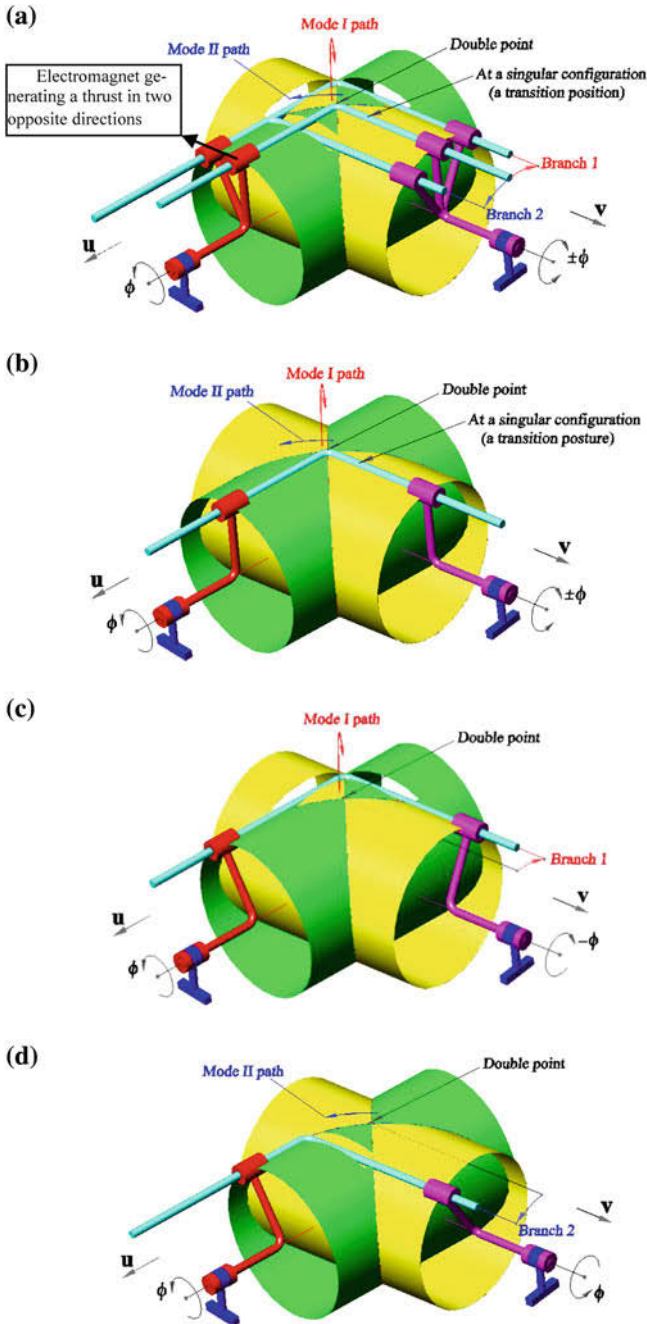 (a)
Mode I path
Mode II path
Double point
At a singular configuration
(a transition position)
Electromagnet ge-
nerating a thrust in two
opposite directions
Branch 1
Branch 2
v
u
ϕ
±ϕ
(b)
Mode I path
Mode II path
Double point
At a singular configuration
(a transition posture)
v
u
ϕ
±ϕ
(c)
Mode I path
Double point
Branch 1
v
u
ϕ
-ϕ
(d)
Mode II path
Double point
v
Branch 2
u
ϕ
ϕ